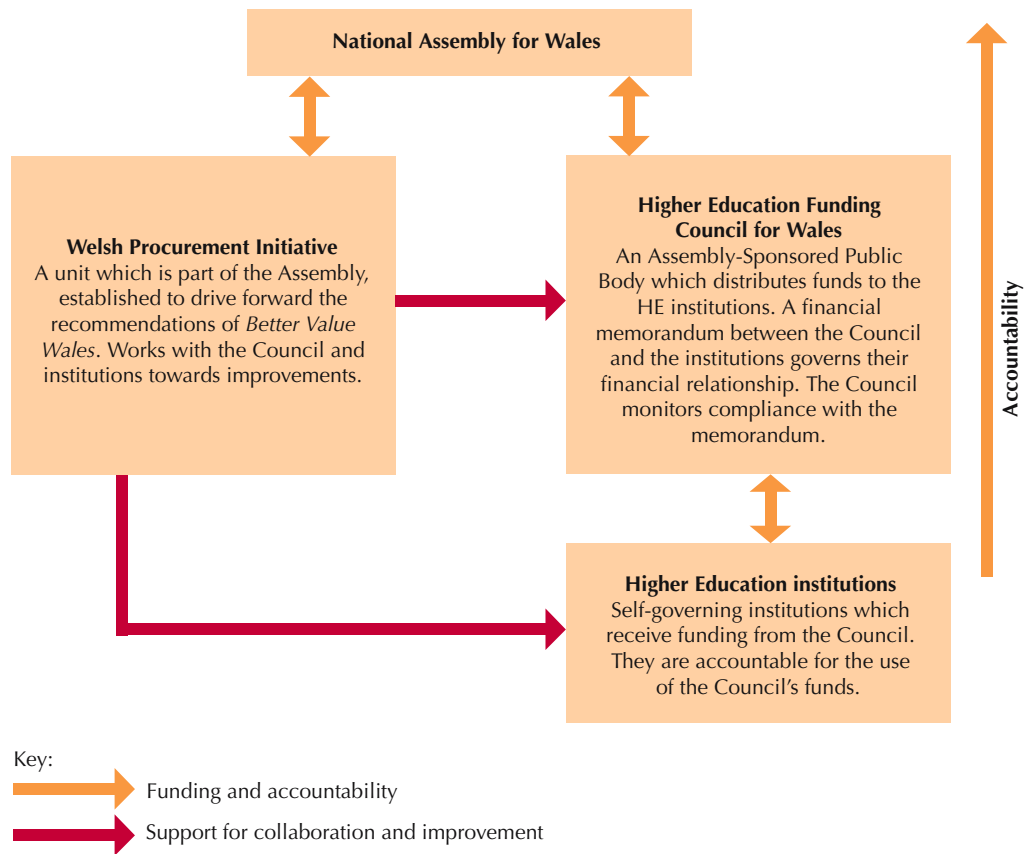 National Assembly for Wales
Welsh Procurement Initiative
A unit which is part of the Assembly,
established to drive forward the
recommendations of Better Value
Wales. Works with the Council and
institutions towards improvements.
Higher Education Funding
Council for Wales
An Assembly-Sponsored Public
Body which distributes funds to the
HE institutions. A financial
memorandum between the Council
and the institutions governs their
financial relationship. The Council
monitors compliance with the
memorandum.
Accountability
Higher Education institutions
Self-governing institutions which
receive funding from the Council.
They are accountable for the use
of the Council’s funds.
Key:
Funding and accountability
Support for collaboration and improvement